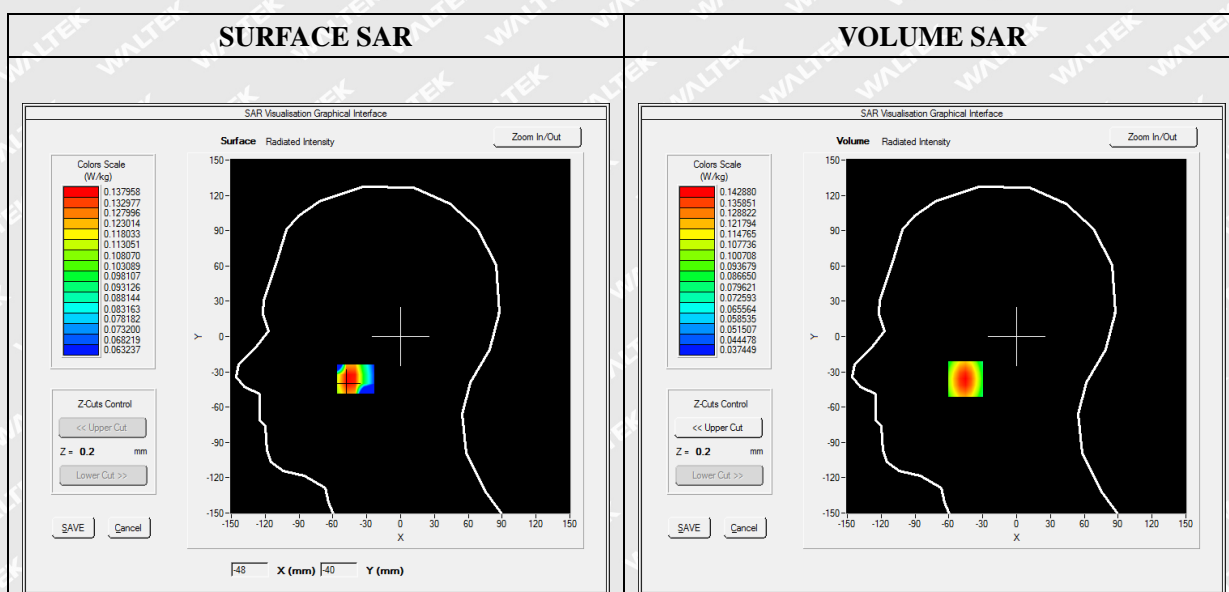 SURFACE SAR
VOLUME SAR
SAR Visualisation Graphical Interface
Surface Radiated Intensity
Zoom In/Out
Colors Scale
(W/kg)
0.137958
0.132977
0.127996
0.123014
0.118033
0.113051
0.108070
0.103089
0.098107
0.093126
0.088144
0.083163
0.078182
0.073200
0.068219
0.063237
150
120
90
60
30
Y 0
-30
-60
-90
-120
-150
-150 -120 -90 -60 -30 0 30 60 90 120 150
X
Z-Cuts Control
<< Upper Cut
Z = 0.2 mm
Lower Cut >>
SAVE Cancel
-48 X (mm) -40 Y (mm)
SAR Visualisation Graphical Interface
Volume Radiated Intensity
Zoom In/Out
Colors Scale
(W/kg)
0.142880
0.135851
0.128822
0.121794
0.114765
0.107736
0.100708
0.093679
0.086650
0.079621
0.072593
0.065564
0.058535
0.051507
0.044478
0.037449
150
120
90
60
30
Y 0
-30
-60
-90
-120
-150
-150 -120 -90 -60 -30 0 30 60 90 120 150
X
Z-Cuts Control
<< Upper Cut
Z = 0.2 mm
Lower Cut >>
SAVE Cancel
WALTEK